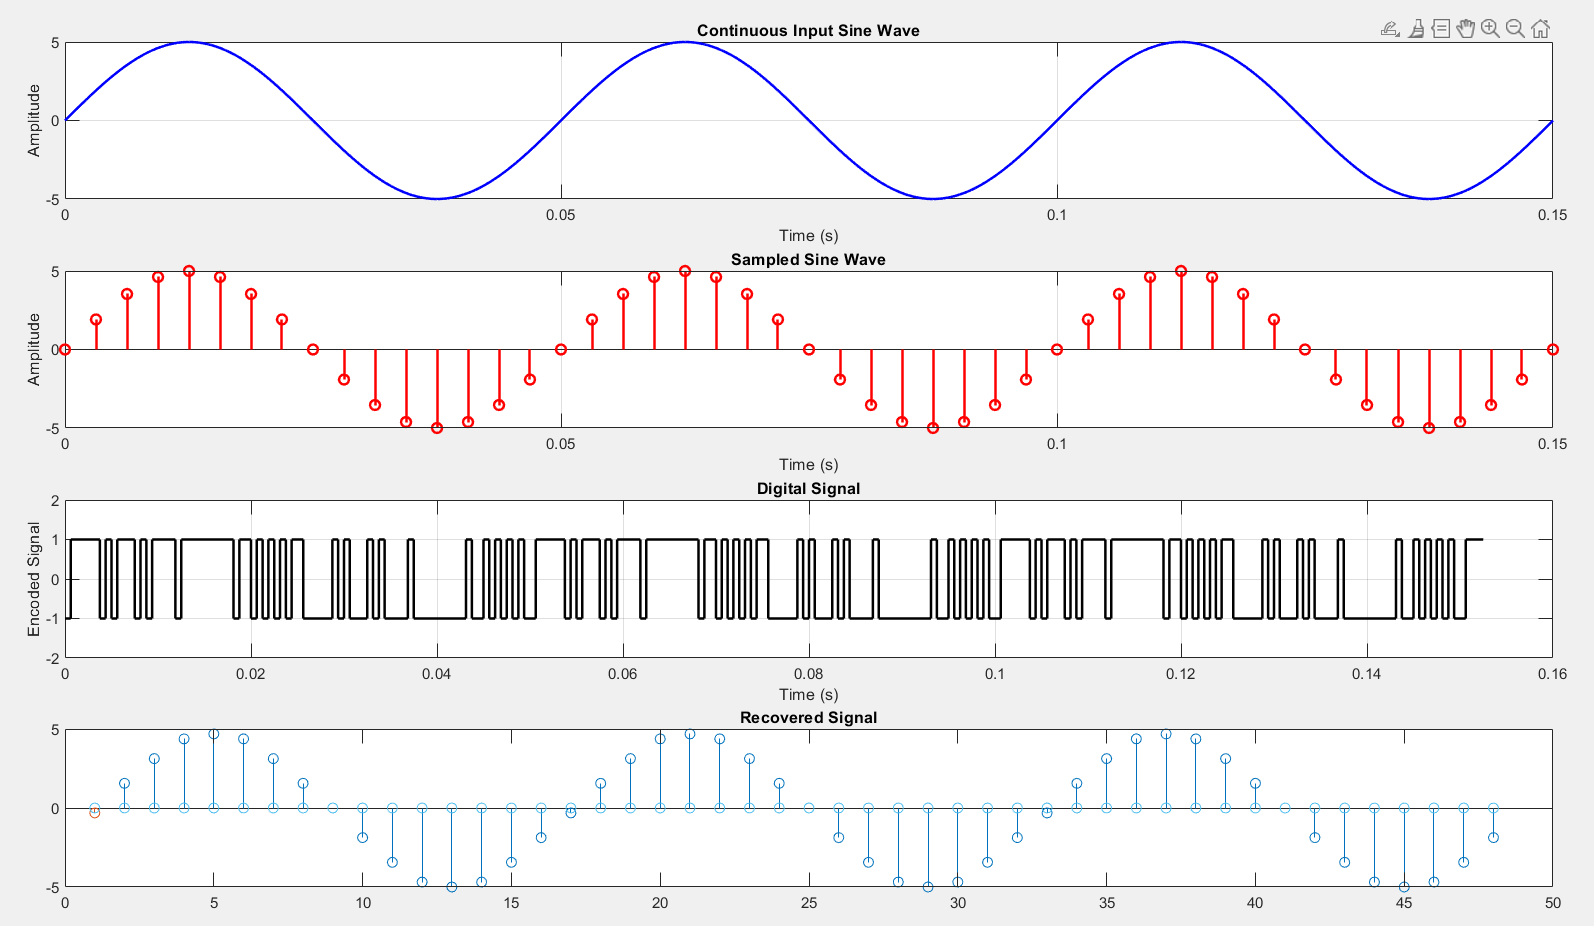 Continuous Input Sine Wave
5
0
-5
Amplitude
0 0.05 0.1 0.15
Time (s)
Sampled Sine Wave
5
0
-5
Amplitude
0 0.05 0.1 0.15
Time (s)
Digital Signal
2
1
0
-1
-2
Encoded Signal
0 0.02 0.04 0.06 0.08 0.1 0.12 0.14 0.16
Time (s)
Recovered Signal
5
0
-5
0 5 10 15 20 25 30 35 40 45 50